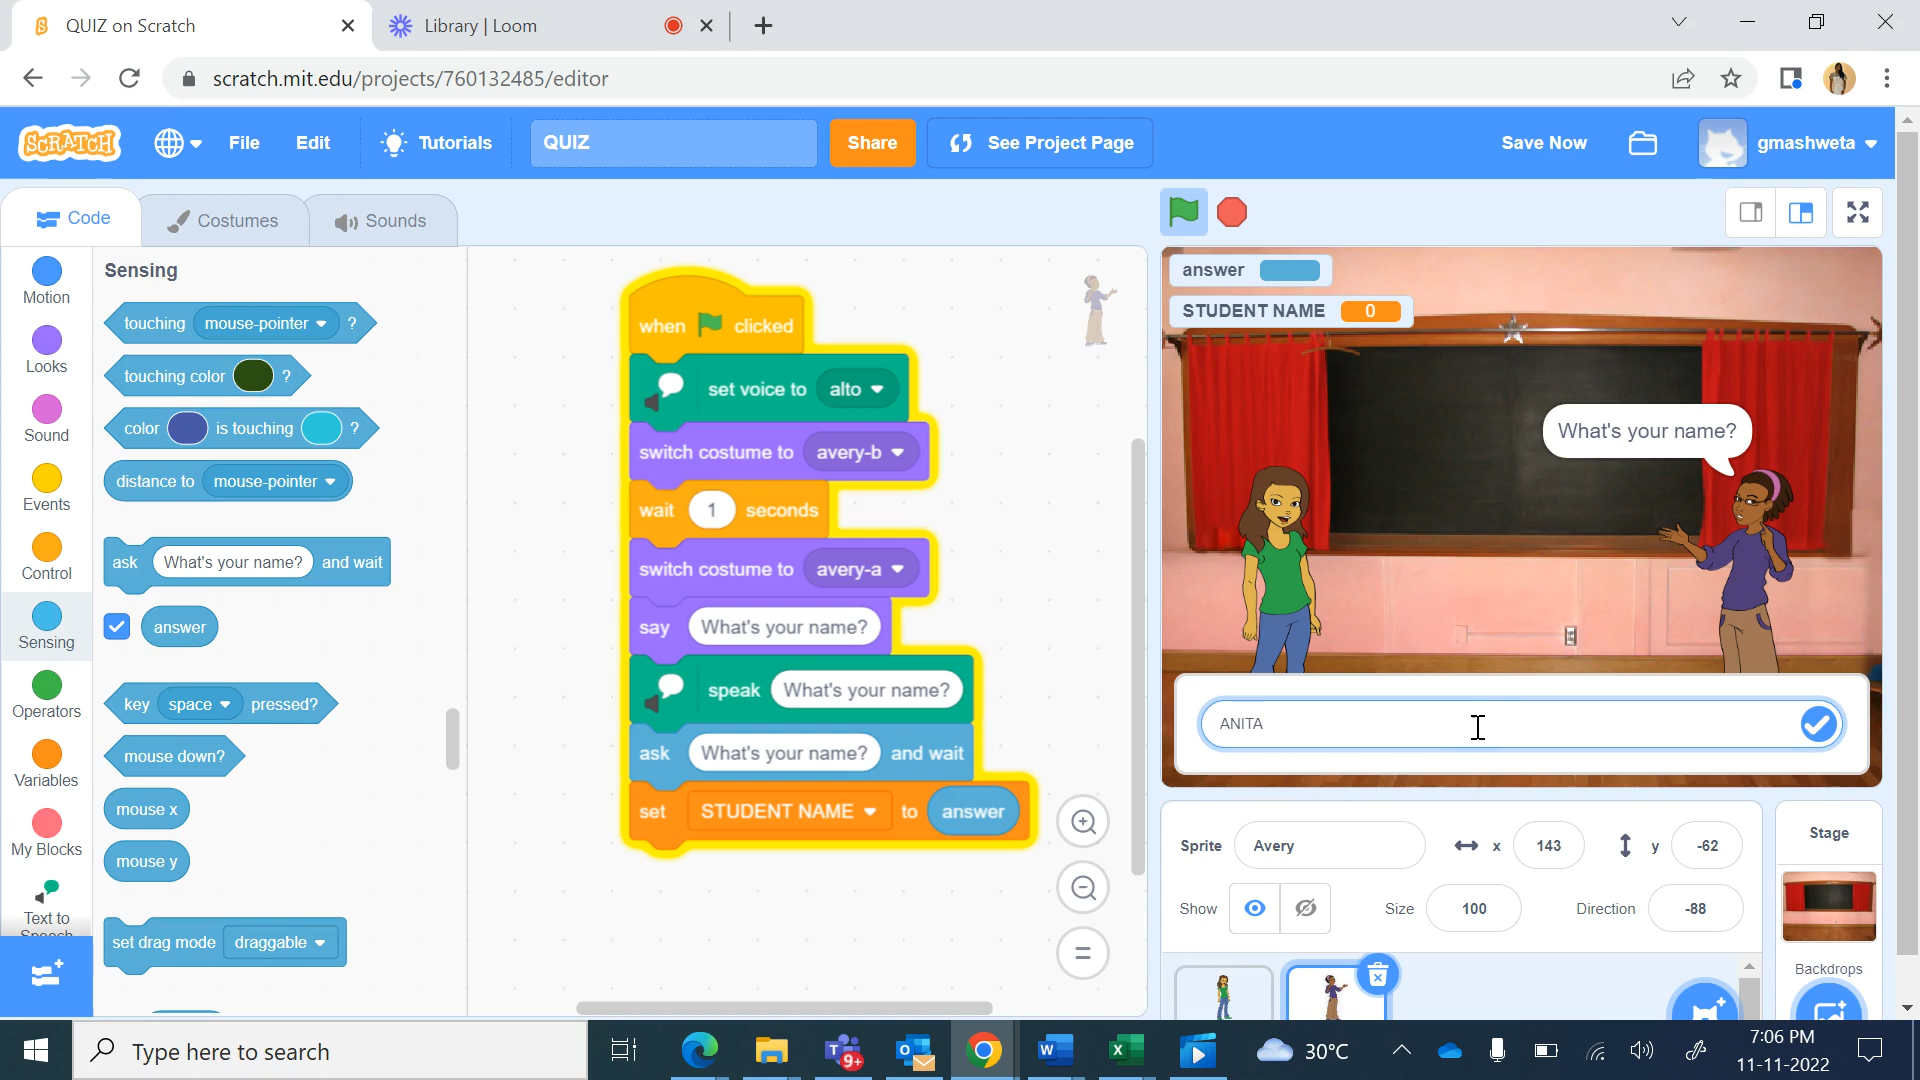 QUIZ on Scratch
Library | Loom
scratch.mit.edu/projects/760132485/editor
SCRATCH
File
Edit
Tutorials
QUIZ
Share
See Project Page
Save Now
gmashweta
Code
Costumes
Sounds
Motion
Looks
Sound
Events
Control
Sensing
Operators
Variables
My Blocks
Text to
Speech
Sensing
touching mouse-pointer ?
touching color ?
color is touching ?
distance to mouse-pointer
ask What's your name? and wait
answer
key space pressed?
mouse down?
mouse x
mouse y
set drag mode draggable
when clicked
set voice to alto
switch costume to avery-b
wait 1 seconds
switch costume to avery-a
say What's your name?
speak What's your name?
ask What's your name? and wait
set STUDENT NAME to answer
answer
STUDENT NAME 0
What's your name?
ANITA
Sprite Avery x 143 y -62
Show Size 100 Direction -88
Stage
Backdrops
Type here to search
9+
30°C
7:06 PM
11-11-2022